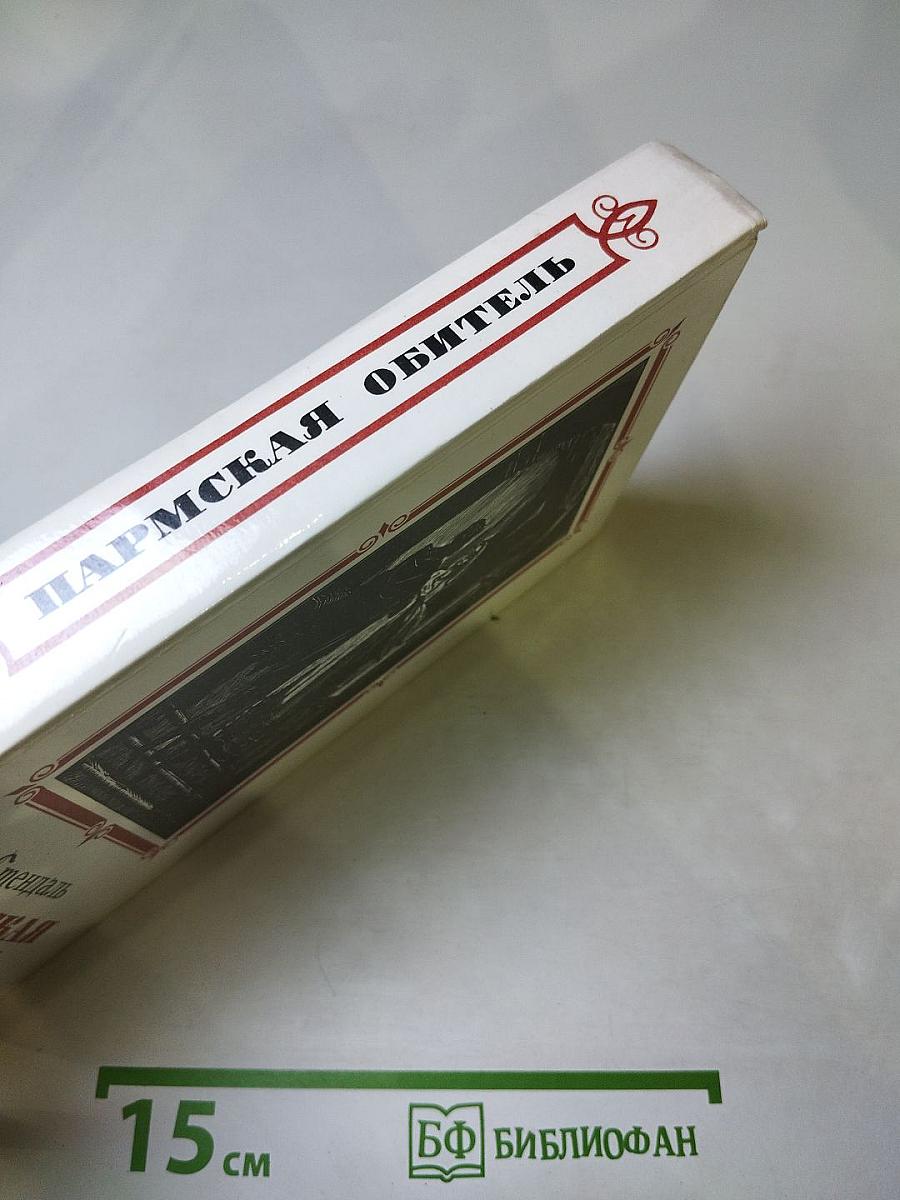 ПАРМСКАЯ ОБИТЕЛЬ
Стендаль
15 см
БФ БИБЛИОФАН